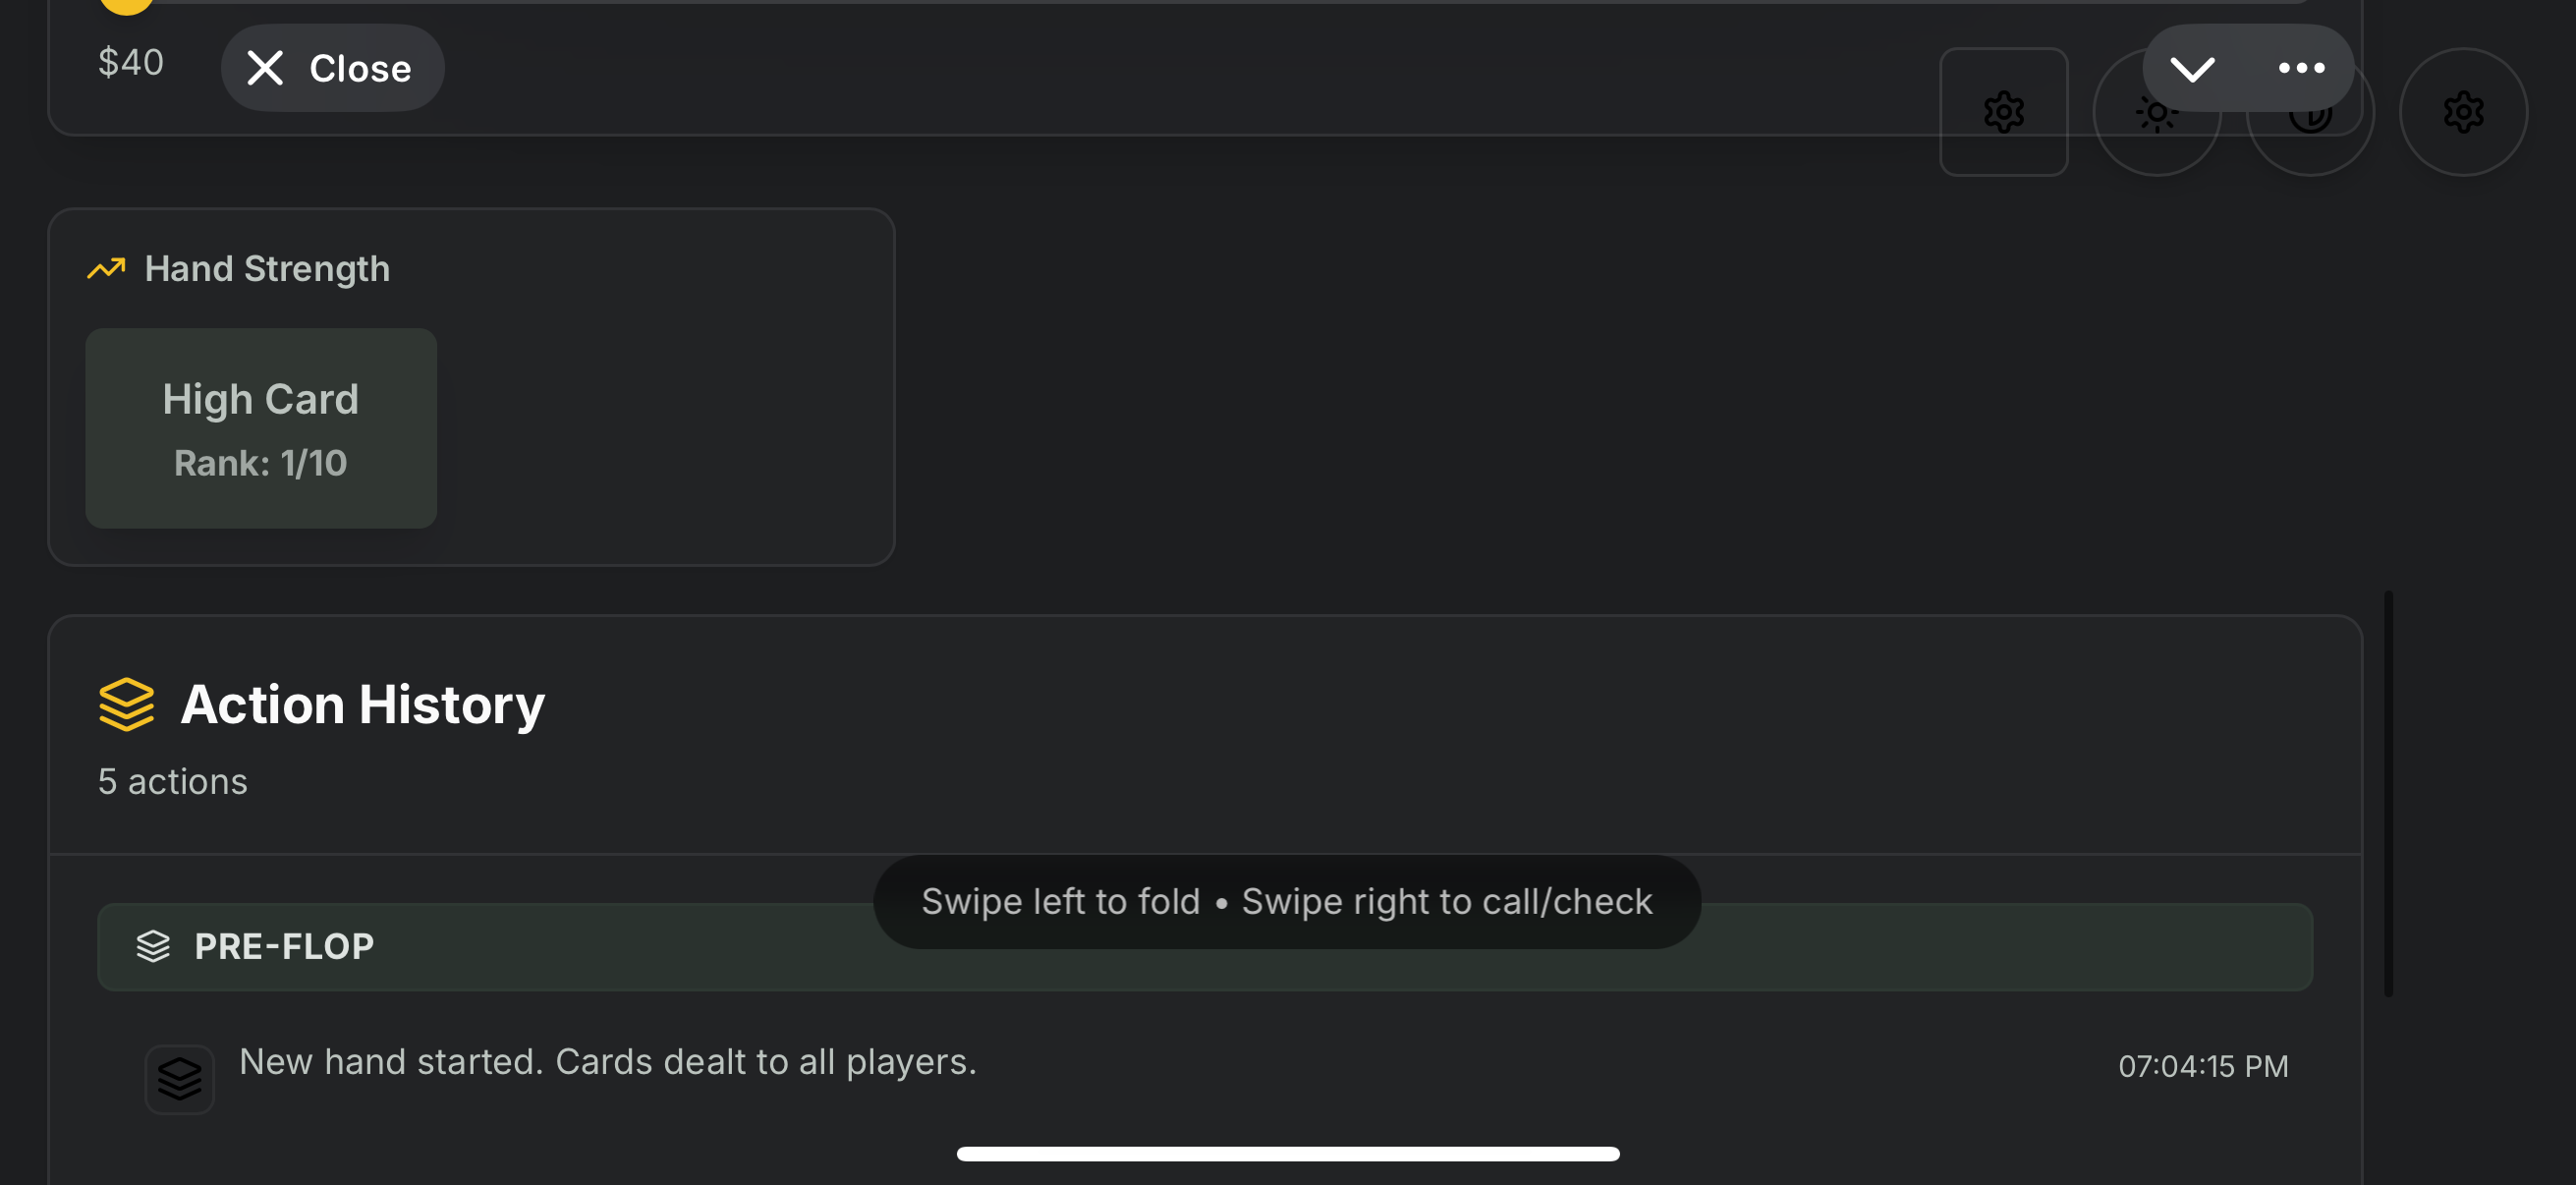 $40
Close
Hand Strength
High Card
Rank: 1/10
Action History
5 actions
Swipe left to fold • Swipe right to call/check
PRE-FLOP
New hand started. Cards dealt to all players.
07:04:15 PM